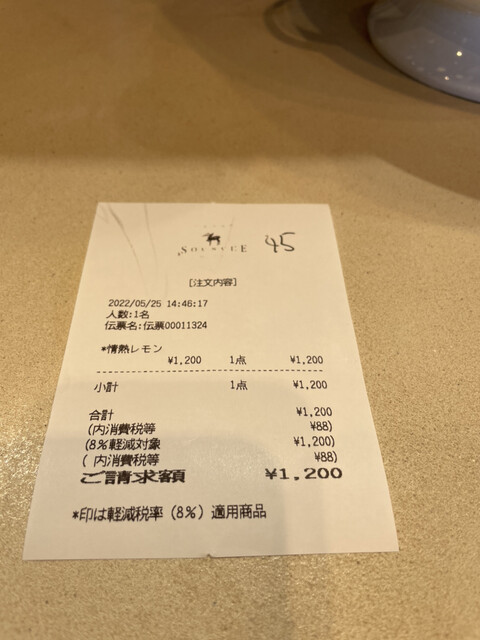 45
[注文内容]
2022/05/25 14:46:17
人数:1名
伝票名:伝票00011324
*情熱レモン
¥1,200 1点 ¥1,200
小計 1点 ¥1,200
合計 ¥1,200
(内消費税等 ¥88)
(8%軽減対象 ¥1,200)
( 内消費税等 ¥88)
ご請求額 ¥1,200
*印は軽減税率(8%)適用商品